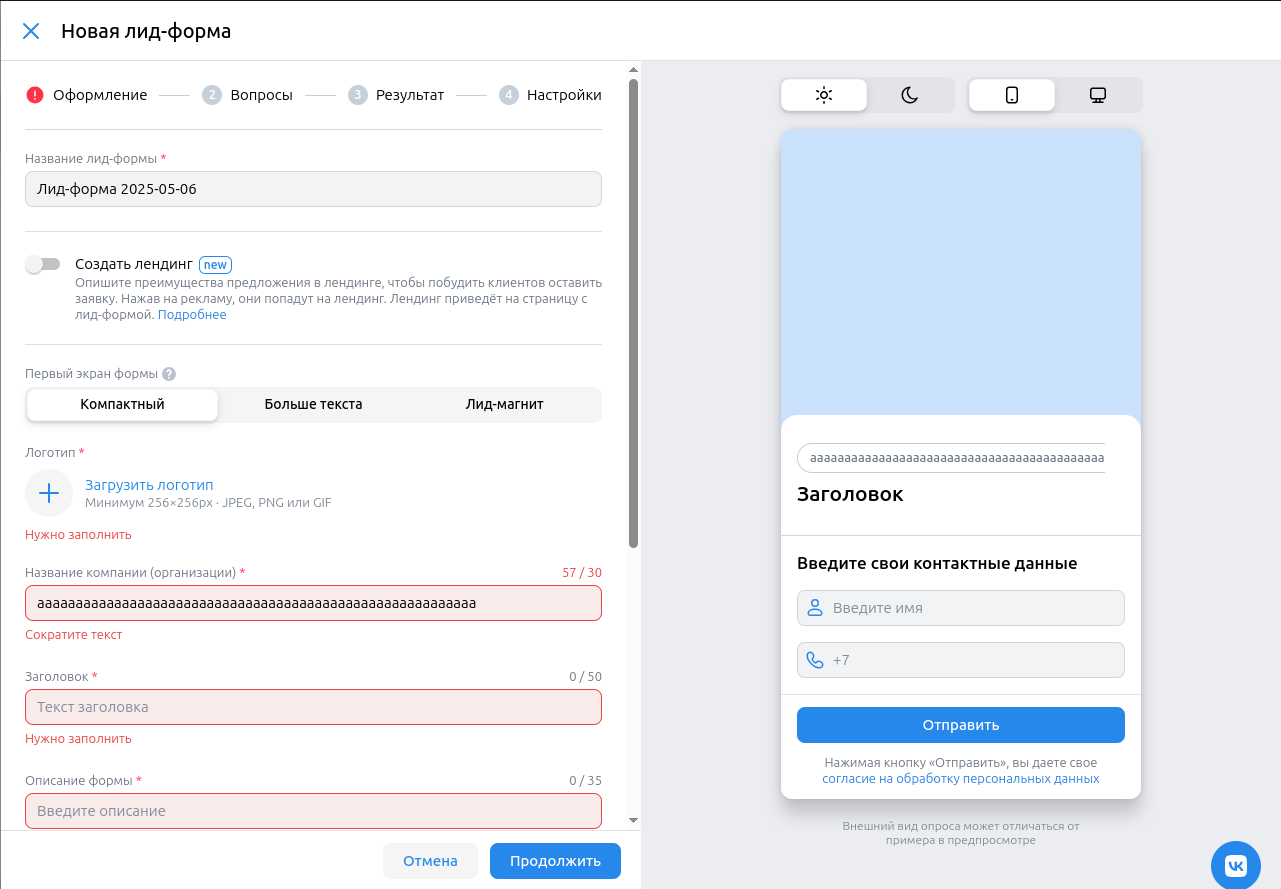 Новая лид-форма
! Оформление 2 Вопросы 3 Результат 4 Настройки
Название лид-формы *
Лид-форма 2025-05-06
Создать лендинг new
Опишите преимущества предложения в лендинге, чтобы побудить клиентов оставить
заявку. Нажав на рекламу, они попадут на лендинг. Лендинг приведёт на страницу с
лид-формой. Подробнее
Первый экран формы ?
Компактный Больше текста Лид-магнит
Логотип *
Загрузить логотип
Минимум 256×256px · JPEG, PNG или GIF
Нужно заполнить
Название компании (организации) * 57 / 30
ааааааааааааааааааааааааааааааааааааааааааааааааааааааааа
Сократите текст
Заголовок * 0 / 50
Текст заголовка
Нужно заполнить
Описание формы * 0 / 35
Введите описание
Отмена Продолжить
ааааааааааааааааааааааааааааааааааааааааааа
Заголовок
Введите свои контактные данные
Введите имя
+7
Отправить
Нажимая кнопку «Отправить», вы даете свое
согласие на обработку персональных данных
Внешний вид опроса может отличаться от
примера в предпросмотре